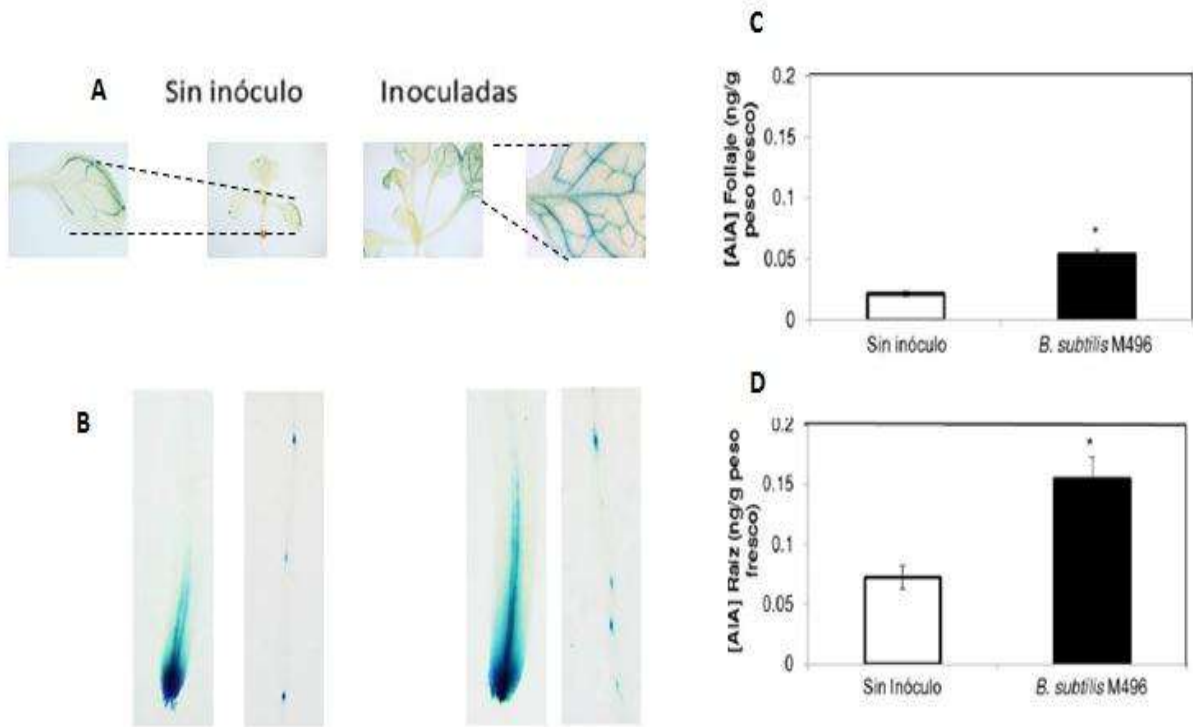 A
Sin inóculo
Inoculadas
B
C
[AIA] Follaje (ng/g
peso fresco)
0.2
0.15
0.1
0.05
0
*
Sin inóculo
B. subtilis M496
D
[AIA] Raíz (ng/g peso
fresco)
0.2
0.15
0.1
0.05
0
*
Sin Inóculo
B. subtilis M496